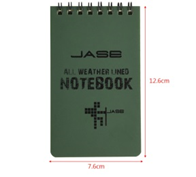 JASB
ALL WEATHER LINED
NOTEBOOK
JASB
12.6cm
7.6cm